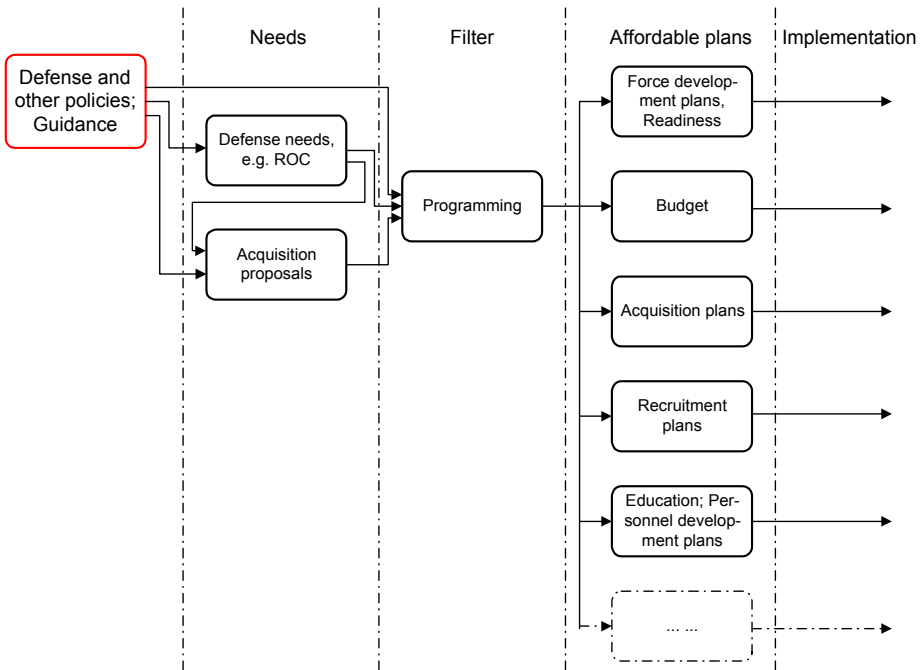 Needs
Filter
Affordable plans
Implementation
Defense and
other policies;
Guidance
Defense needs,
e.g. ROC
Acquisition
proposals
Programming
Force develop-
ment plans,
Readiness
Budget
Acquisition plans
Recruitment
plans
Education; Per-
sonnel develop-
ment plans
... ...